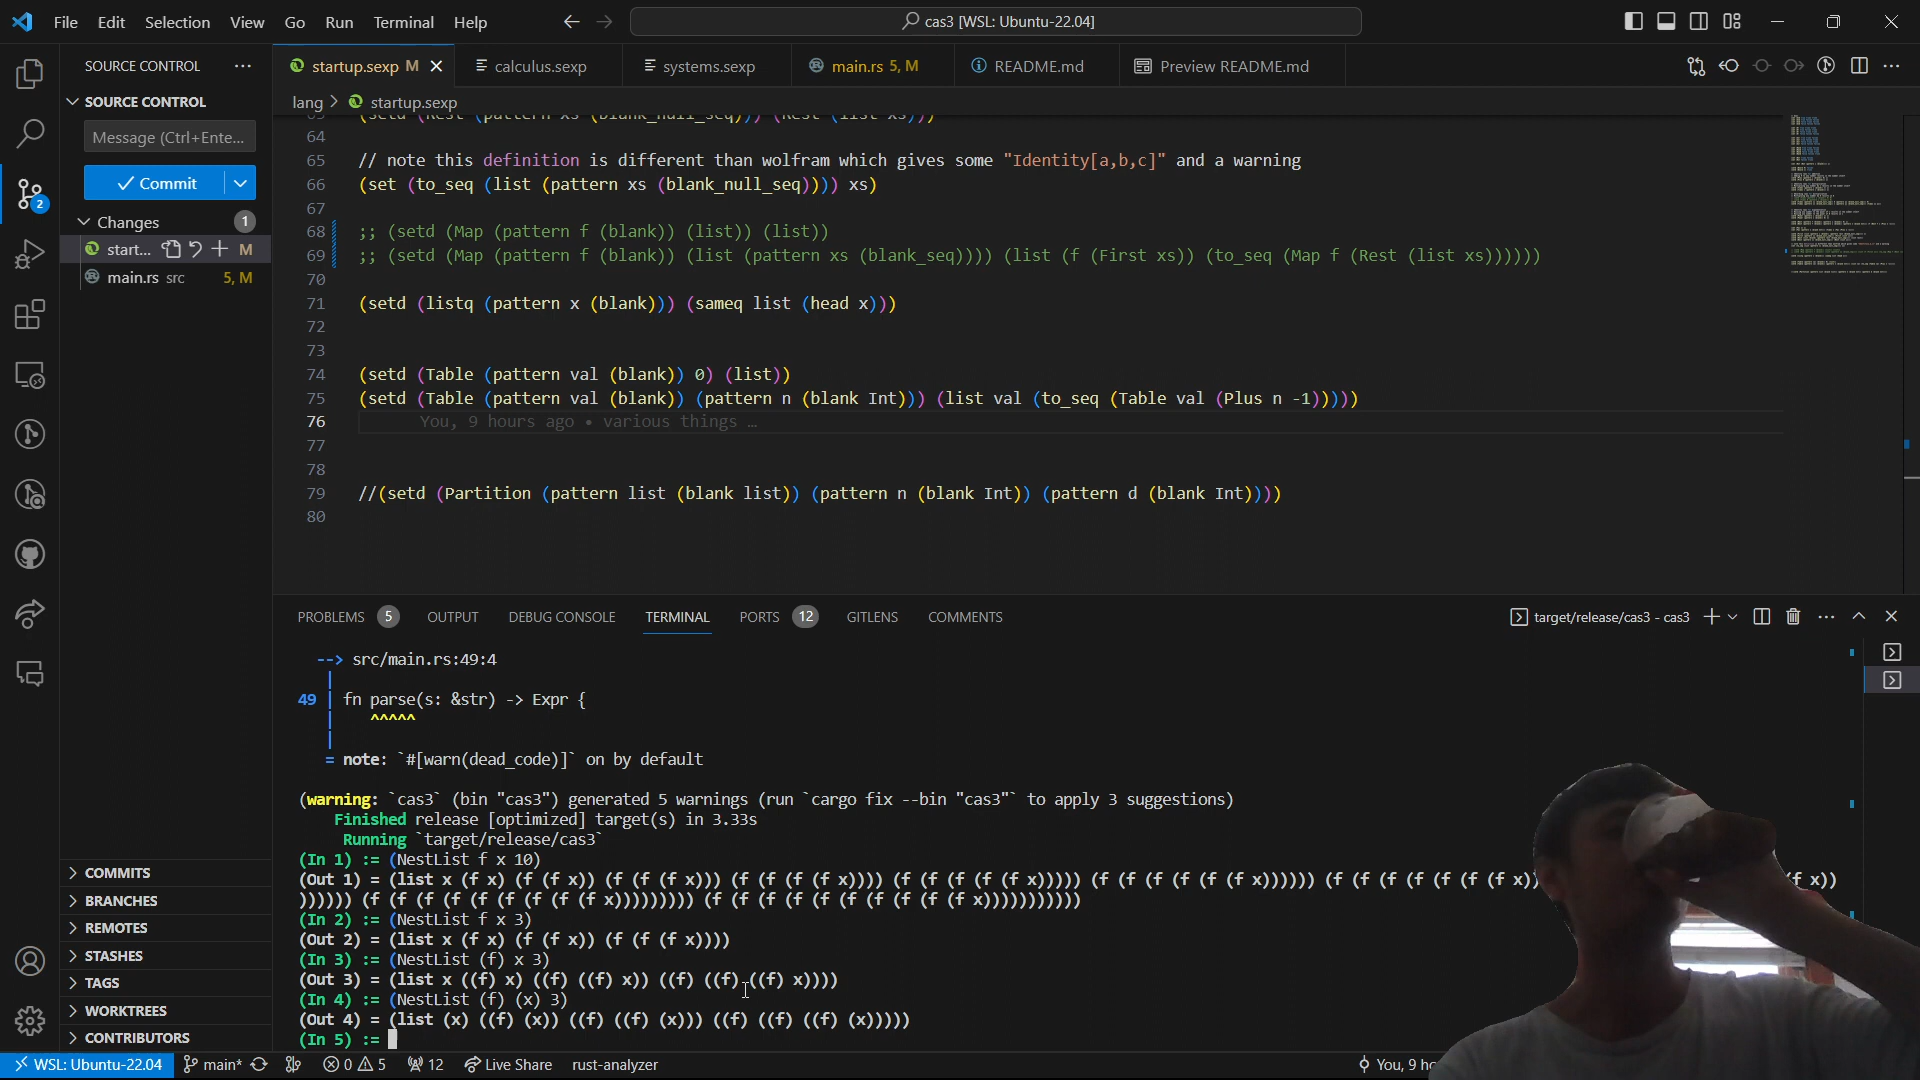 File Edit Selection View Go Run Terminal Help
cas3 [WSL: Ubuntu-22.04]
SOURCE CONTROL
startup.sexp M
calculus.sexp
systems.sexp
main.rs 5, M
README.md
Preview README.md
SOURCE CONTROL
lang > startup.sexp
Message (Ctrl+Ente...
Commit
Changes 1
start... M
main.rs src 5, M
2
64
65 // note this definition is different than wolfram which gives some "Identity[a,b,c]" and a warning
66 (set (to_seq (list (pattern xs (blank_null_seq)))) xs)
67
68 ;; (setd (Map (pattern f (blank)) (list)) (list))
69 ;; (setd (Map (pattern f (blank)) (list (pattern xs (blank_seq)))) (list (f (First xs)) (to_seq (Map f (Rest (list xs))))))
70
71 (setd (listq (pattern x (blank))) (sameq list (head x)))
72
73
74 (setd (Table (pattern val (blank)) 0) (list))
75 (setd (Table (pattern val (blank)) (pattern n (blank Int))) (list val (to_seq (Table val (Plus n -1)))))
76 You, 9 hours ago • various things …
77
78
79 //(setd (Partition (pattern list (blank list)) (pattern n (blank Int)) (pattern d (blank Int))))
80
PROBLEMS 5 OUTPUT DEBUG CONSOLE TERMINAL PORTS 12 GITLENS COMMENTS
target/release/cas3 - cas3
--> src/main.rs:49:4
|
49 | fn parse(s: &str) -> Expr {
| ^^^^^
|
= note: `#[warn(dead_code)]` on by default
(warning: `cas3` (bin "cas3") generated 5 warnings (run `cargo fix --bin "cas3"` to apply 3 suggestions)
Finished release [optimized] target(s) in 3.33s
Running `target/release/cas3`
(In 1) := (NestList f x 10)
(Out 1) = (list x (f x) (f (f x)) (f (f (f x))) (f (f (f (f x)))) (f (f (f (f (f x))))) (f (f (f (f (f (f x)))))) (f (f (f (f (f (f (f x)) f x))
)))))) (f (f (f (f (f (f (f (f (f x))))))))) (f (f (f (f (f (f (f (f (f (f x)))))))))))
(In 2) := (NestList f x 3)
(Out 2) = (list x (f x) (f (f x)) (f (f (f x))))
(In 3) := (NestList (f) x 3)
(Out 3) = (list x ((f) x) ((f) ((f) x)) ((f) ((f) ((f) x))))
(In 4) := (NestList (f) (x) 3)
(Out 4) = (list (x) ((f) (x)) ((f) ((f) (x))) ((f) ((f) ((f) (x)))))
(In 5) :=
COMMITS
BRANCHES
REMOTES
STASHES
TAGS
WORKTREES
CONTRIBUTORS
WSL: Ubuntu-22.04 main* 0 5 12 Live Share rust-analyzer You, 9 ho